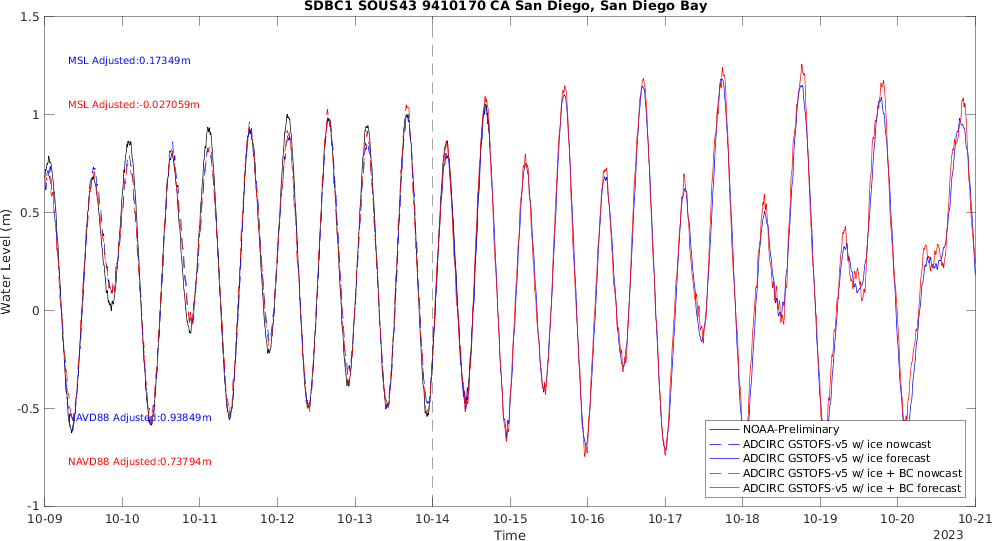 SDBC1 SOUS43 9410170 CA San Diego, San Diego Bay
1.5
MSL Adjusted:0.17349m
MSL Adjusted:-0.027059m
1
0.5
Water Level (m)
0
-0.5
NAVD88 Adjusted:0.93849m
NAVD88 Adjusted:0.73794m
-1
NOAA-Preliminary
ADCIRC GSTOFS-v5 w/ ice nowcast
ADCIRC GSTOFS-v5 w/ ice forecast
ADCIRC GSTOFS-v5 w/ ice + BC nowcast
ADCIRC GSTOFS-v5 w/ ice + BC forecast
10-09 10-10 10-11 10-12 10-13 10-14 10-15 10-16 10-17 10-18 10-19 10-20 10-21
Time
2023